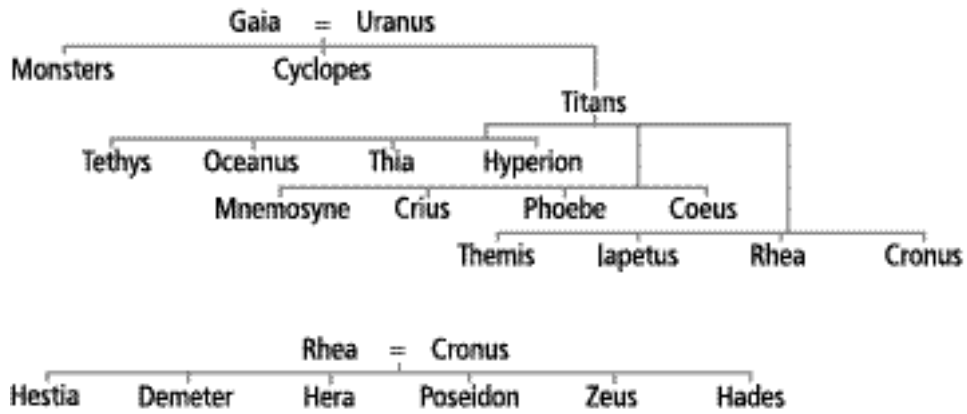 Gaia = Uranus
Monsters Cyclopes
Titans
Tethys Oceanus Thia Hyperion
Mnemosyne Crius Phoebe Coeus
Themis Iapetus Rhea Cronus
Rhea = Cronus
Hestia Demeter Hera Poseidon Zeus Hades